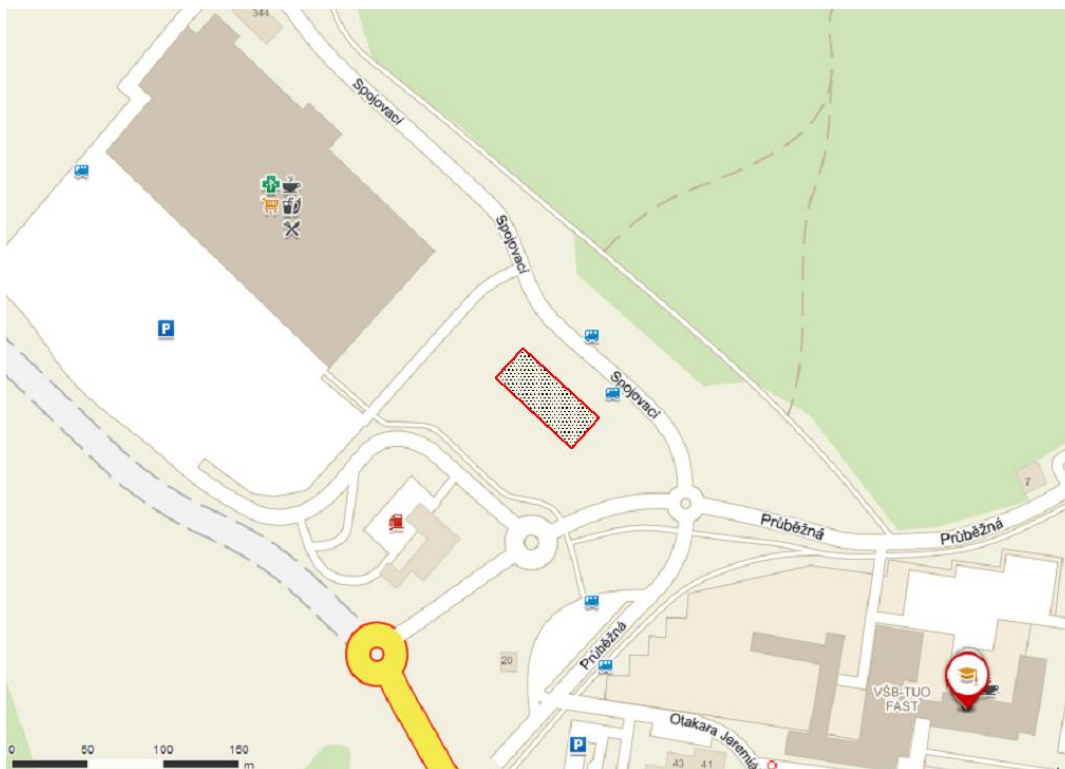 344
Spojovací
Spojovací
P
Spojovací
7
Průběžná
Průběžná
Průběžná
20
VŠB-TUO
FAST
Otakara Jeremiá
P
43 41
0 50 100 150
m